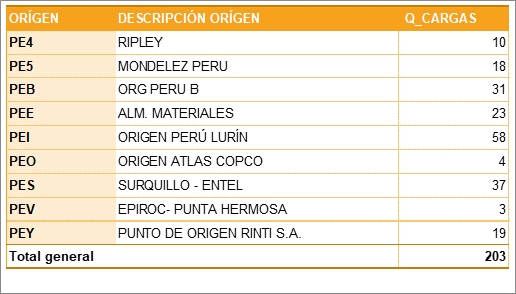 ORÍGEN DESCRIPCIÓN ORÍGEN Q_CARGAS
PE4 RIPLEY 10
PE5 MONDELEZ PERU 18
PEB ORG PERU B 31
PEE ALM. MATERIALES 23
PEI ORIGEN PERÚ LURÍN 58
PEO ORIGEN ATLAS COPCO 4
PES SURQUILLO - ENTEL 37
PEV EPIROC- PUNTA HERMOSA 3
PEY PUNTO DE ORIGEN RINTI S.A. 19
Total general 203